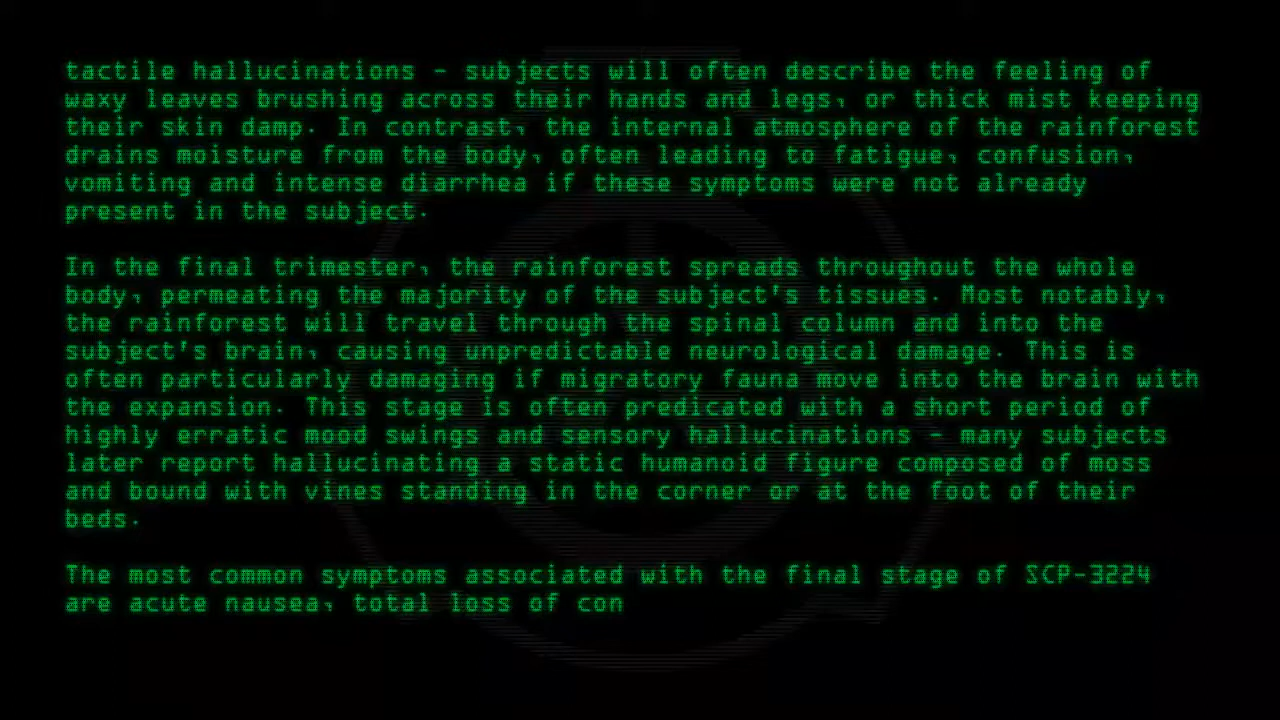 tactile hallucinations - subjects will often describe the feeling of
waxy leaves brushing across their hands and legs, or thick mist keeping
their skin damp. In contrast, the internal atmosphere of the rainforest
drains moisture from the body, often leading to fatigue, confusion,
vomiting and intense diarrhea if these symptoms were not already
present in the subject.
In the final trimester, the rainforest spreads throughout the whole
body, permeating the majority of the subject's tissues. Most notably,
the rainforest will travel through the spinal column and into the
subject's brain, causing unpredictable neurological damage. This is
often particularly damaging if migratory fauna move into the brain with
the expansion. This stage is often predicated with a short period of
highly erratic mood swings and sensory hallucinations - many subjects
later report hallucinating a static humanoid figure composed of moss
and bound with vines standing in the corner or at the foot of their
beds.
The most common symptoms associated with the final stage of SCP-3224
are acute nausea, total loss of con